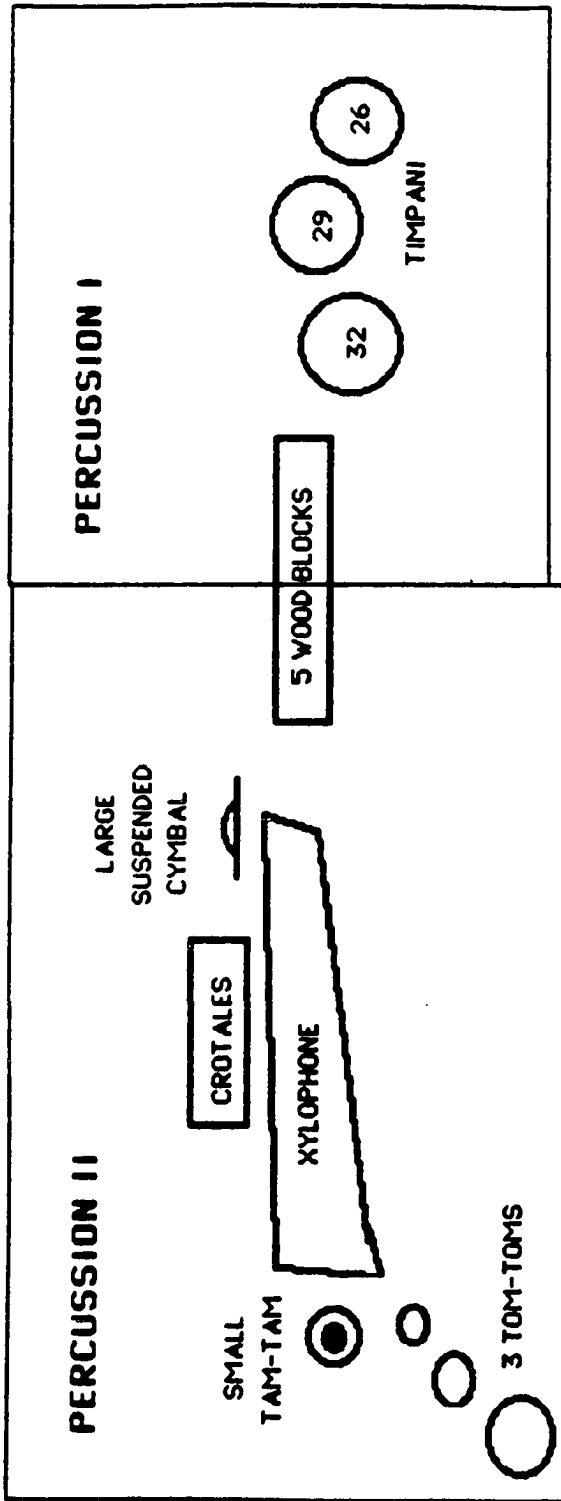 PERCUSSION II
SMALL
TAM-TAM
3 TOM-TOMS
CROTALES
XYLOPHONE
LARGE
SUSPENDED
CYMBAL
5 WOOD BLOCKS
PERCUSSION I
32
29
26
TIMPANI